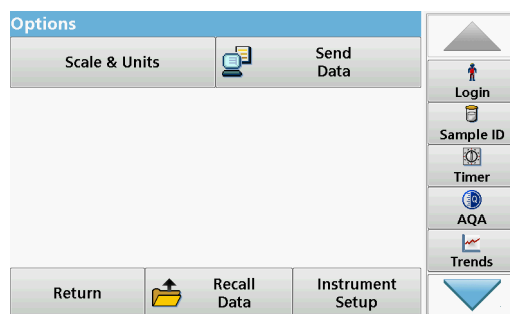 Options
Scale & Units
Send
Data
Login
Sample ID
Timer
AQA
Trends
Return
Recall
Data
Instrument
Setup